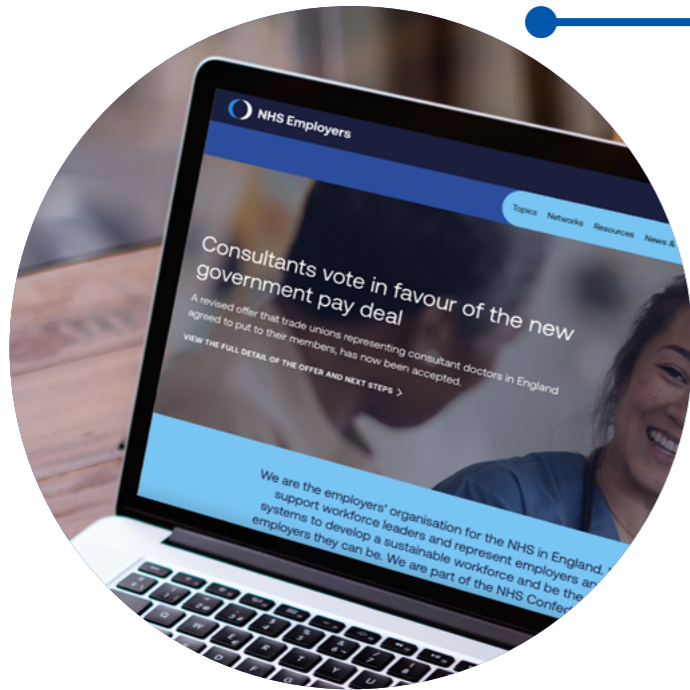 NHS Employers
Topics Networks Resources News &
Consultants vote in favour of the new
government pay deal
A revised offer that trade unions representing consultant doctors in England
agreed to put to their members, has now been accepted.
VIEW THE FULL DETAIL OF THE OFFER AND NEXT STEPS >
We are the employers' organisation for the NHS in England.
support workforce leaders and represent employers an
systems to develop a sustainable workforce and be the
employers they can be. We are part of the NHS Confed